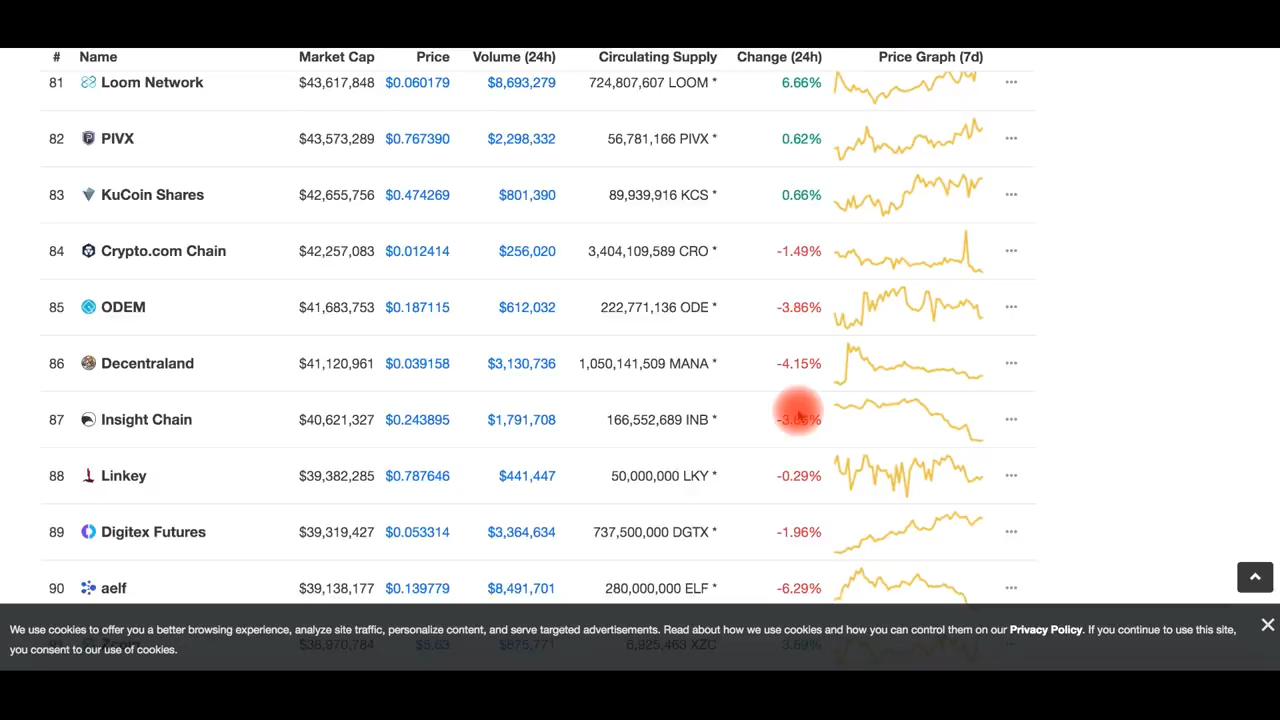 # Name Market Cap Price Volume (24h) Circulating Supply Change (24h) Price Graph (7d)
81 Loom Network $43,617,848 $0.060179 $8,693,279 724,807,607 LOOM * 6.66%
82 PIVX $43,573,289 $0.767390 $2,298,332 56,781,166 PIVX * 0.62%
83 KuCoin Shares $42,655,756 $0.474269 $801,390 89,939,916 KCS * 0.66%
84 Crypto.com Chain $42,257,083 $0.012414 $256,020 3,404,109,589 CRO * -1.49%
85 ODEM $41,683,753 $0.187115 $612,032 222,771,136 ODE * -3.86%
86 Decentraland $41,120,961 $0.039158 $3,130,736 1,050,141,509 MANA * -4.15%
87 Insight Chain $40,621,327 $0.243895 $1,791,708 166,552,689 INB *
88 Linkey $39,382,285 $0.787646 $441,447 50,000,000 LKY * -0.29%
89 Digitex Futures $39,319,427 $0.053314 $3,364,634 737,500,000 DGTX * -1.96%
90 aelf $39,138,177 $0.139779 $8,491,701 280,000,000 ELF * -6.29%
We use cookies to offer you a better browsing experience, analyze site traffic, personalize content, and serve targeted advertisements. Read about how we use cookies and how you can control them on our Privacy Policy. If you continue to use this site,
you consent to our use of cookies.